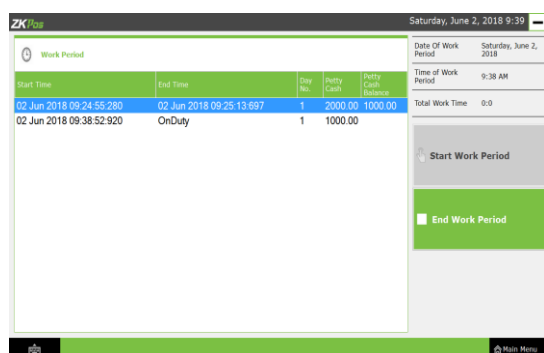 ZKPos
Saturday, June 2, 2018 9:39
Work Period
Start Time End Time Day No. Petty Cash Petty Cash Balance
02 Jun 2018 09:24:55:280 02 Jun 2018 09:25:13:697 1 2000.00 1000.00
02 Jun 2018 09:38:52:920 OnDuty 1 1000.00
Date Of Work Period Saturday, June 2, 2018
Time of Work Period 9:38 AM
Total Work Time 0:0
Start Work Period
End Work Period
Main Menu